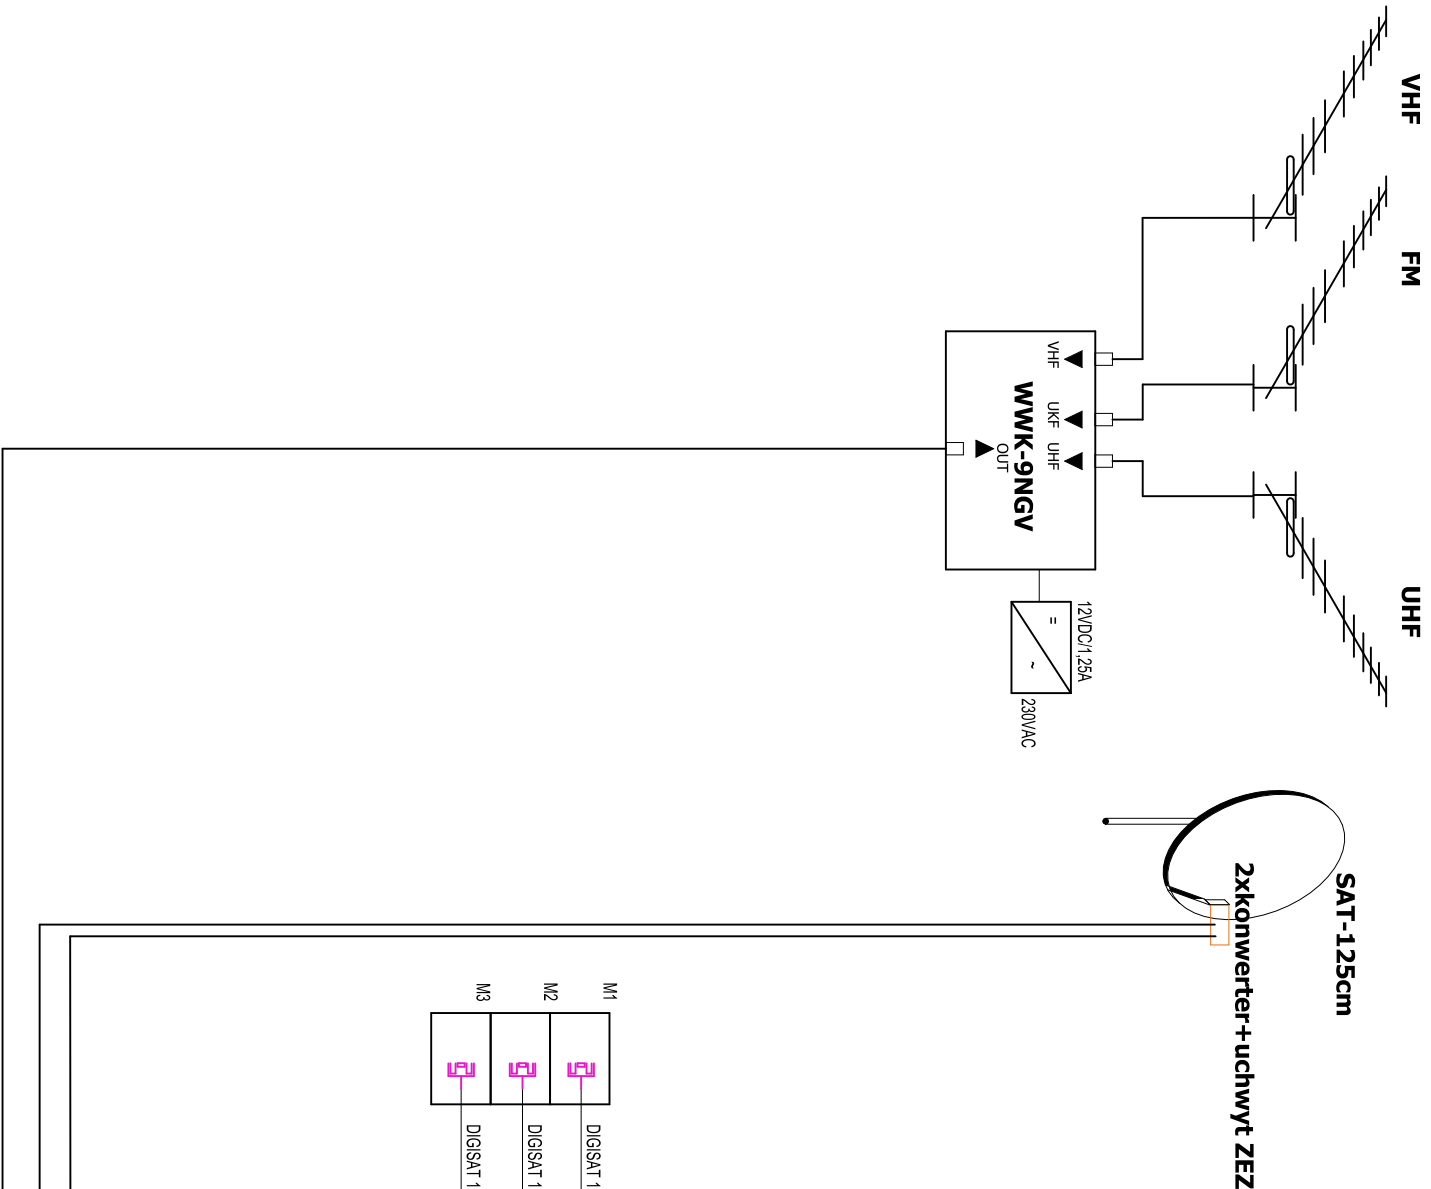 VHF
FM
UHF
VHF
UKF
UHF
WWK-9NGV
OUT
12VDC/1,25A
=
~
230VAC
SAT-125cm
2xkonwerter+uchwyt ZEZ
M1
M2
M3
DIGISAT 1
DIGISAT 1
DIGISAT 1